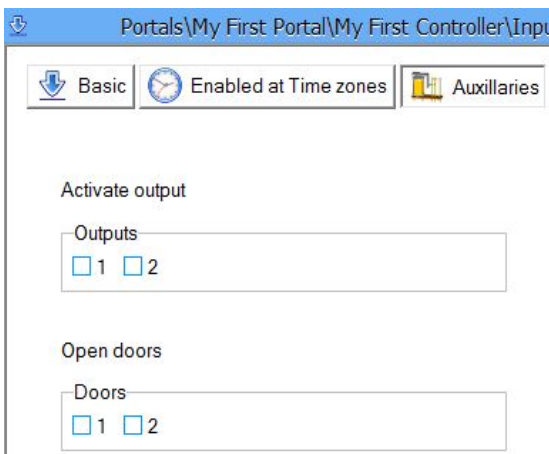 Portals\My First Portal\My First Controller\Inpu
Basic Enabled at Time zones Auxillaries
Activate output
Outputs
1 2
Open doors
Doors
1 2